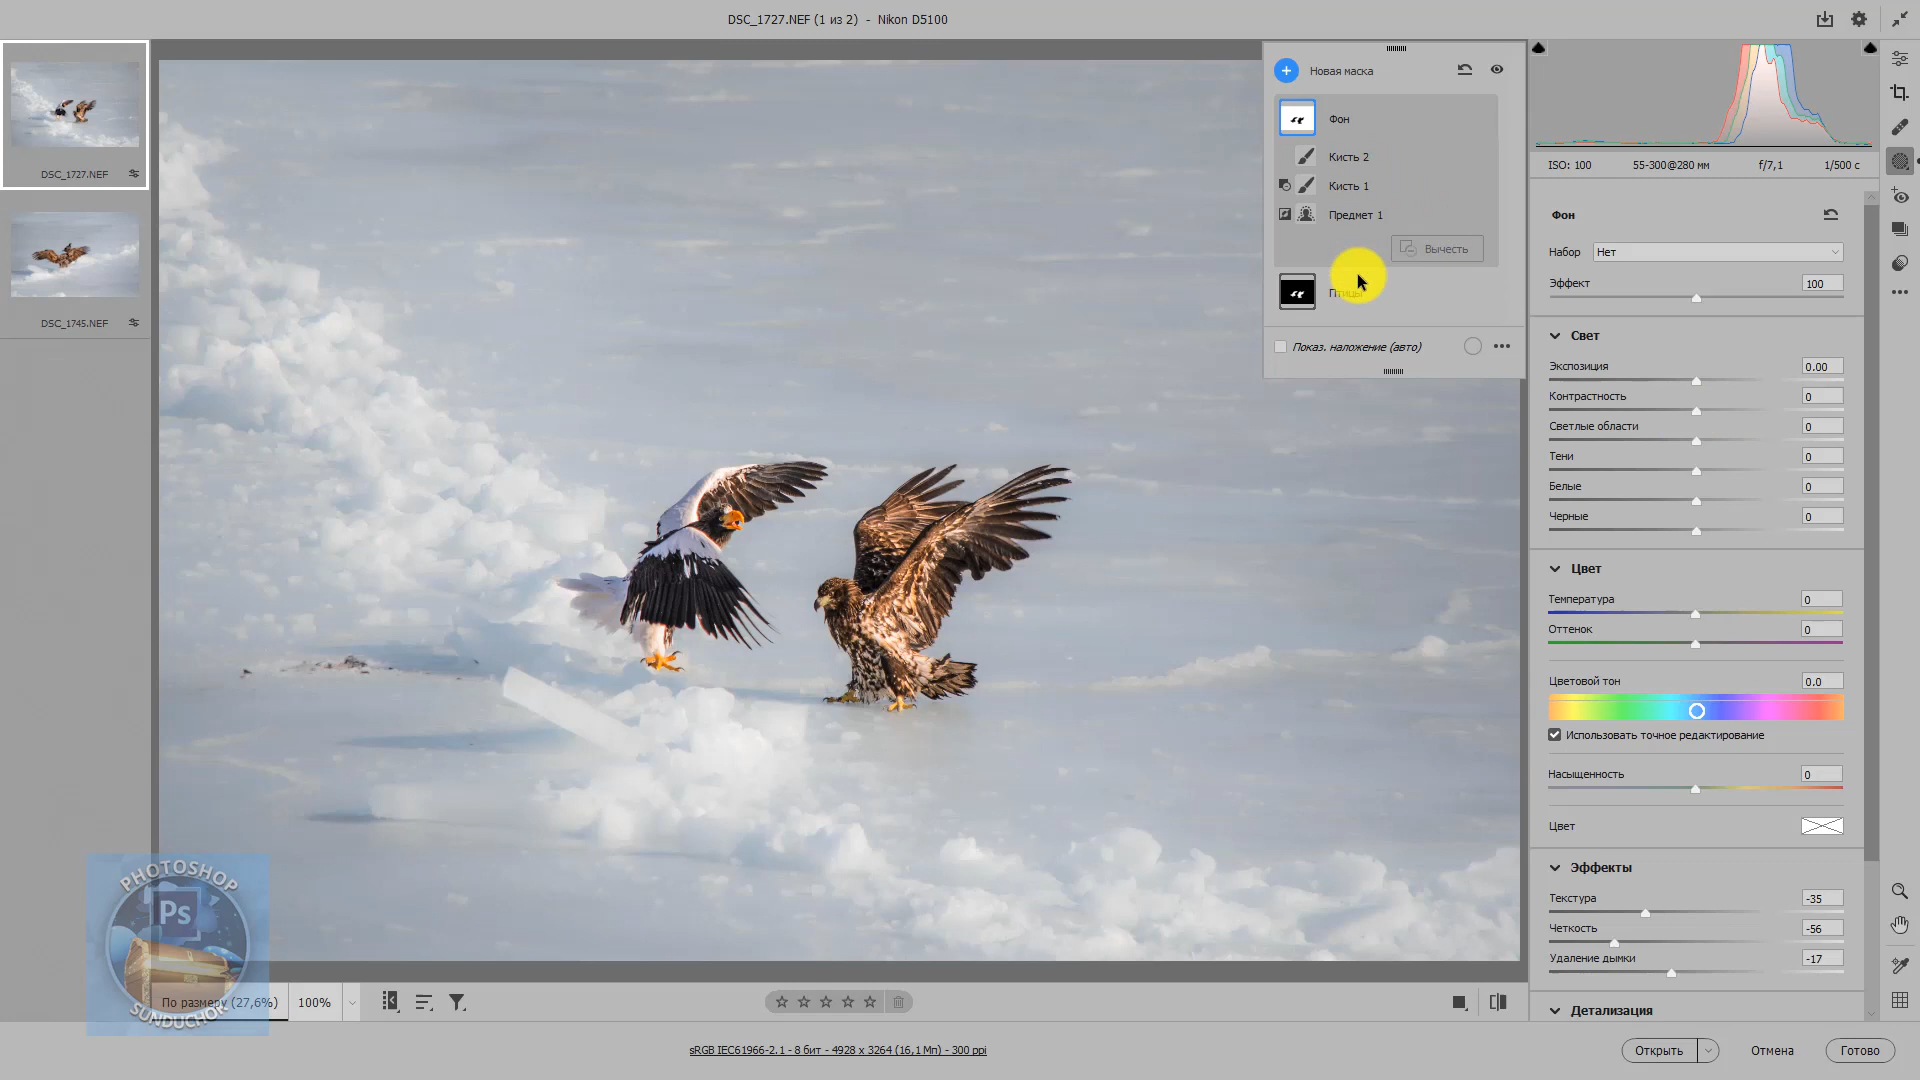 DSC_1727.NEF (1 из 2) - Nikon D5100
DSC_1727.NEF
DSC_1745.NEF
Новая маска
Фон
Кисть 2
Кисть 1
Предмет 1
Вычесть
Птицы
Показ. наложение (авто)
ISO: 100 55-300@280 мм f/7,1 1/500 с
Фон
Набор Нет
Эффект 100
Свет
Экспозиция 0.00
Контрастность 0
Светлые области 0
Тени 0
Белые 0
Черные 0
Цвет
Температура 0
Оттенок 0
Цветовой тон 0.0
Использовать точное редактирование
Насыщенность 0
Цвет
Эффекты
Текстура -35
Четкость -56
Удаление дымки -17
Детализация
PHOTOSHOP
Ps
SUNDUCHOK
По размеру (27,6%) 100%
sRGB IEC61966-2.1 - 8 бит - 4928 x 3264 (16,1 Мп) - 300 ppi
Открыть Отмена Готово